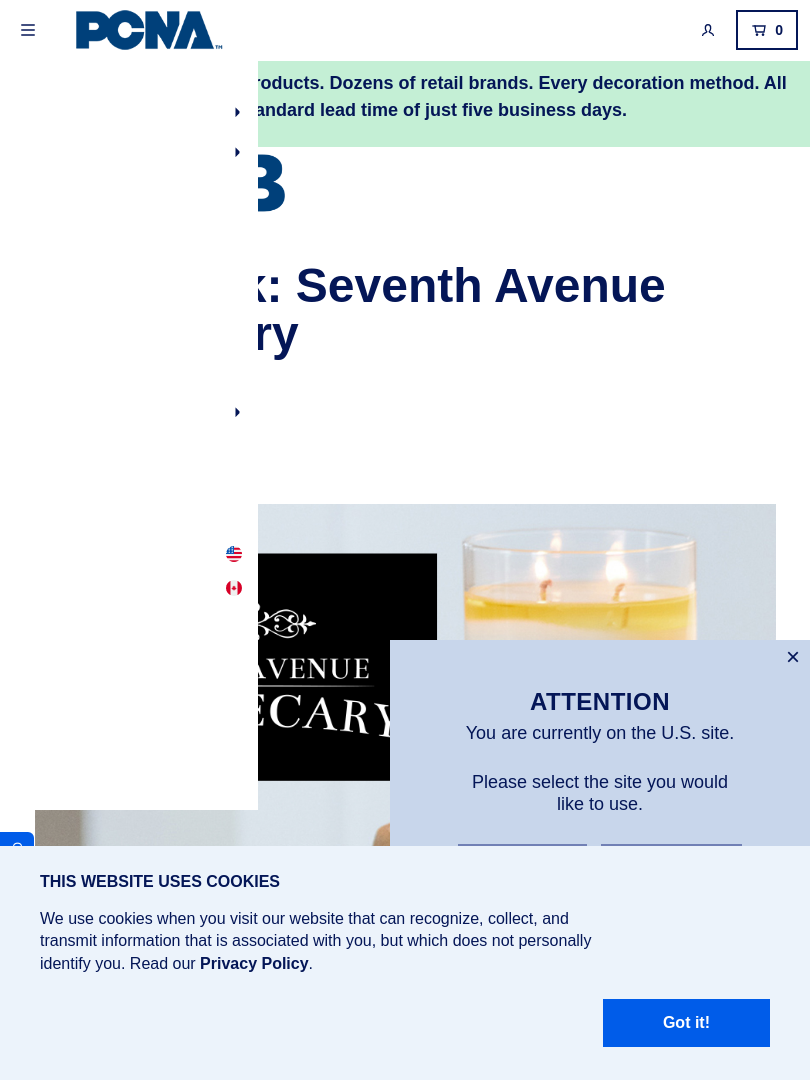 PCNA™
0
roducts. Dozens of retail brands. Every decoration method. All
andard lead time of just five business days.
B
k: Seventh Avenue
ry
AVENUE
ECARY
ATTENTION
You are currently on the U.S. site.
Please select the site you would
like to use.
THIS WEBSITE USES COOKIES
We use cookies when you visit our website that can recognize, collect, and
transmit information that is associated with you, but which does not personally
identify you. Read our Privacy Policy.
Got it!